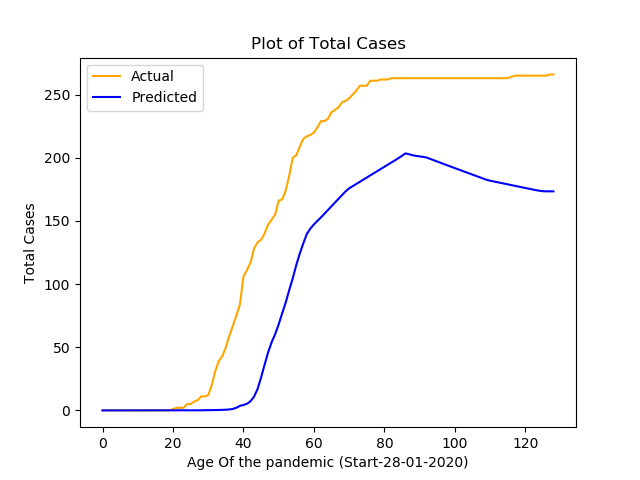 Plot of Total Cases
Actual
Predicted
250
200
150
100
50
0
Total Cases
0 20 40 60 80 100 120
Age Of the pandemic (Start-28-01-2020)